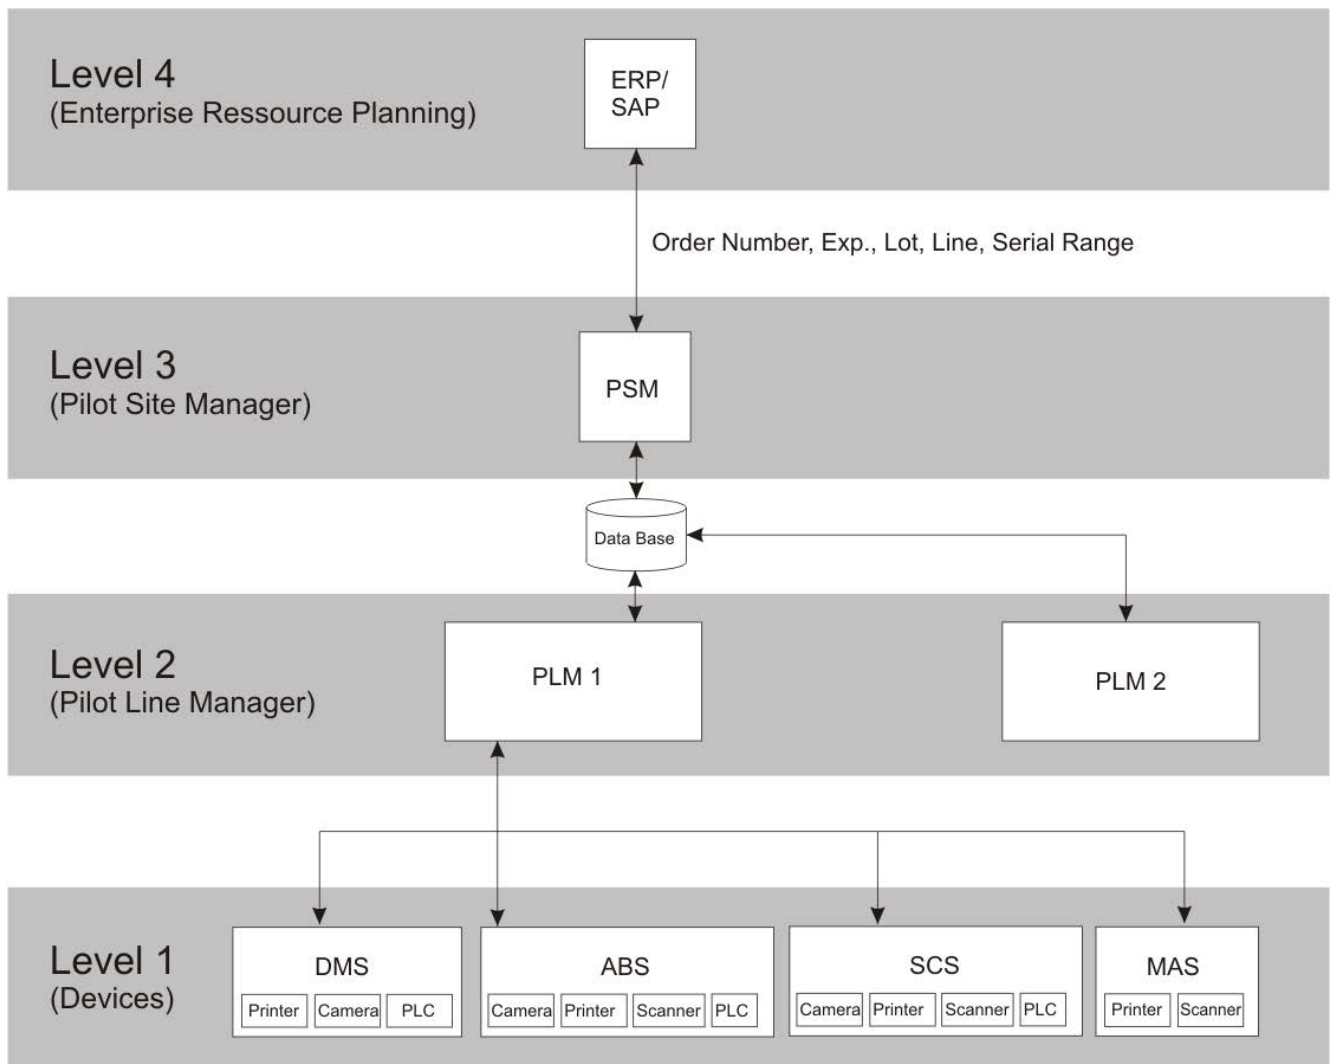 Level 4
(Enterprise Ressource Planning)
ERP/
SAP
Order Number, Exp., Lot, Line, Serial Range
Level 3
(Pilot Site Manager)
PSM
Data Base
Level 2
(Pilot Line Manager)
PLM 1
PLM 2
Level 1
(Devices)
DMS
Printer
Camera
PLC
ABS
Camera
Printer
Scanner
PLC
SCS
Camera
Printer
Scanner
PLC
MAS
Printer
Scanner